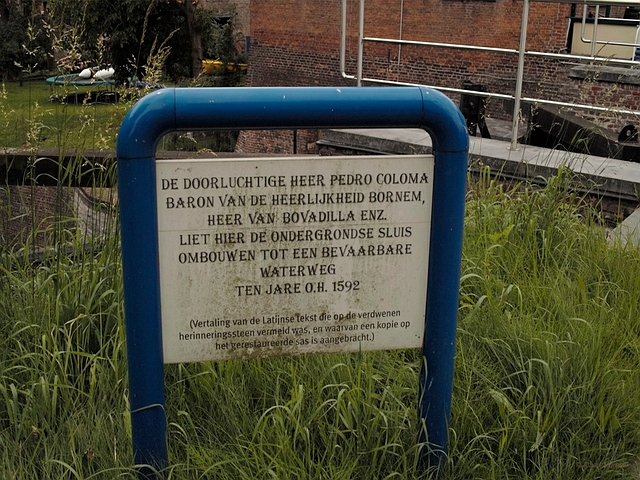 DE DOORLUCHTIGE HEER PEDRO COLOMA
BARON VAN DE HEERLIJKHEID BORNEM,
HEER VAN BOVADILLA ENZ.
LIET HIER DE ONDERGRONDSE SLUIS
OMBOUWEN TOT EEN BEVAARBARE
WATERWEG
TEN JARE O.H. 1592
(Vertaling van de Latijnse tekst die op de verdwenen
herinneringssteen vermeld was, en waarvan een kopie op
het gerestaureerde sas is aangebracht.)